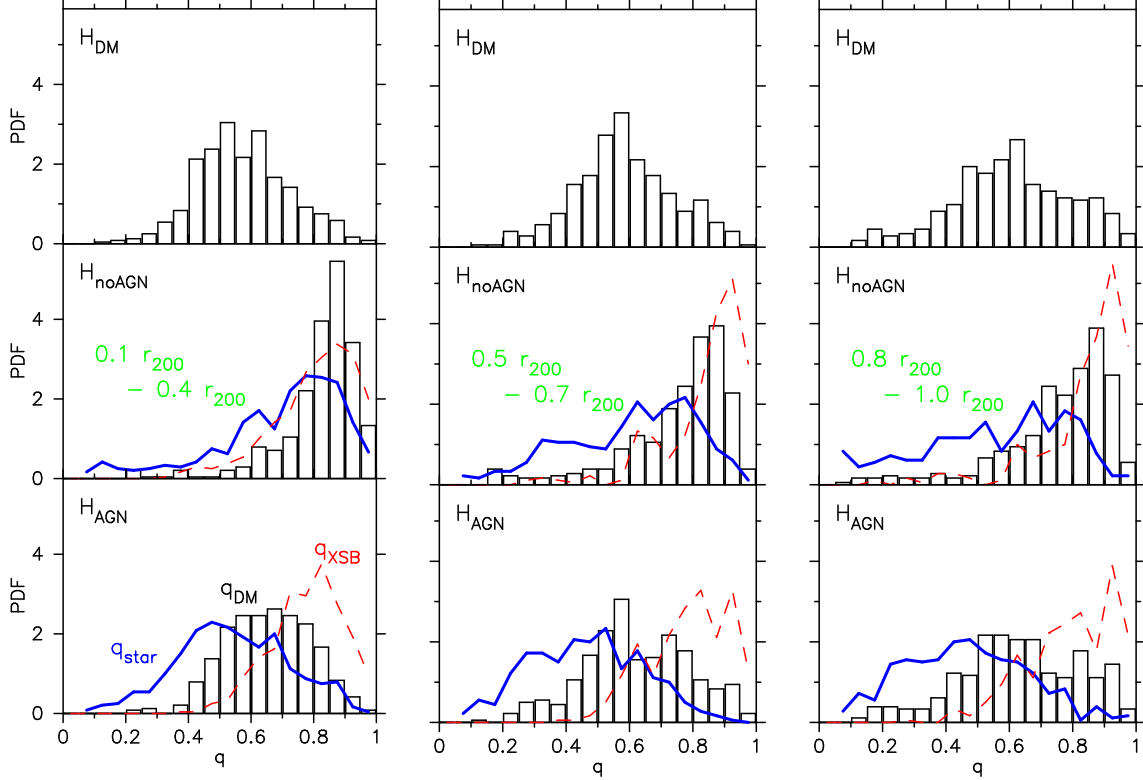 H_DM
H_DM
H_DM
PDF
4
2
0
H_noAGN
H_noAGN
H_noAGN
0.1 r_200
- 0.4 r_200
0.5 r_200
- 0.7 r_200
0.8 r_200
- 1.0 r_200
PDF
4
2
0
H_AGN
H_AGN
H_AGN
q_XSB
q_DM
q_star
PDF
4
2
0
0 0.2 0.4 0.6 0.8 1
0 0.2 0.4 0.6 0.8 1
0 0.2 0.4 0.6 0.8 1
q
q
q